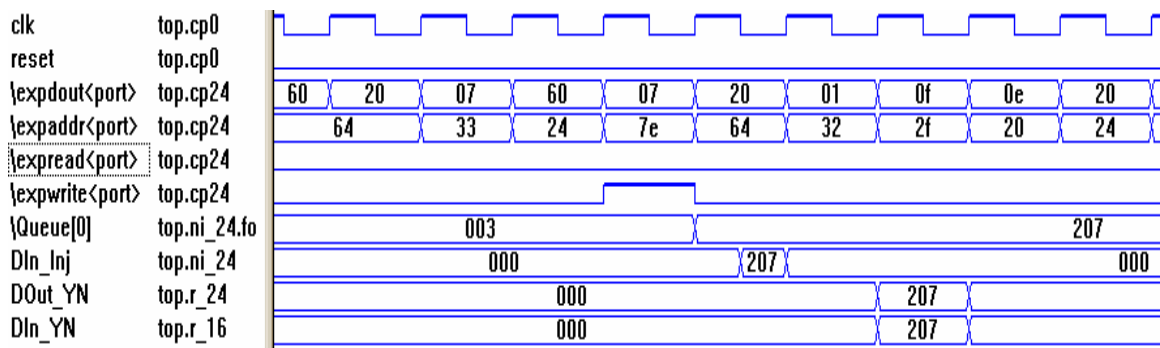 clk top.cp0
reset top.cp0
\expdout<port> top.cp24 60 20 07 60 07 20 01 0f 0e 20
\expaddr<port> top.cp24 64 33 24 7e 64 32 2f 20 24
\expread<port> top.cp24
\expwrite<port> top.cp24
\Queue[0] top.ni_24.fo 003 207
DIn_Inj top.ni_24 000 207 000
DOut_YN top.r_24 000 207
DIn_YN top.r_16 000 207